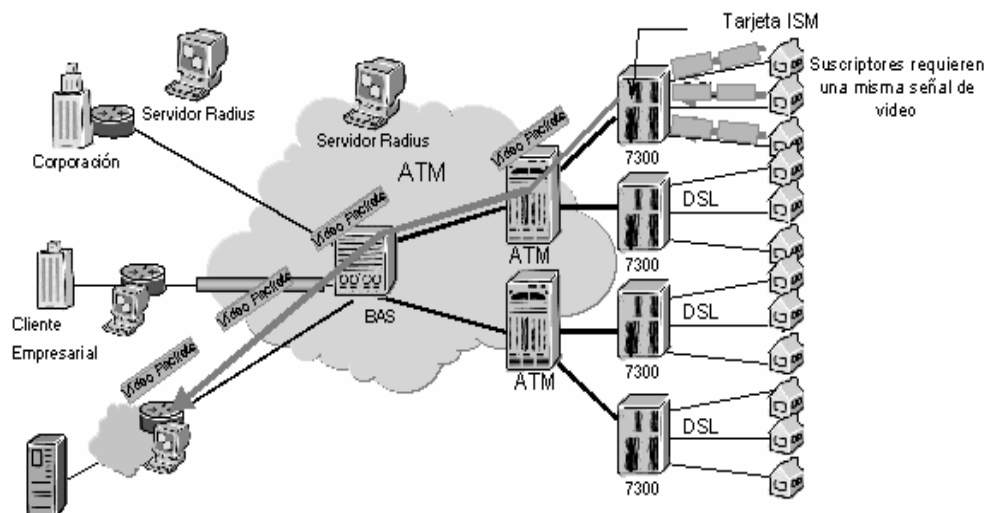 Tarjeta ISM
Servidor Radius
Servidor Radius
Suscriptores requieren
una misma señal de
video
Corporación
ATM
Video Packets
7300
Video Packets
DSL
ATM
7300
Video Packets
BAS
DSL
Cliente
Empresarial
7300
Video Packets
ATM
DSL
7300